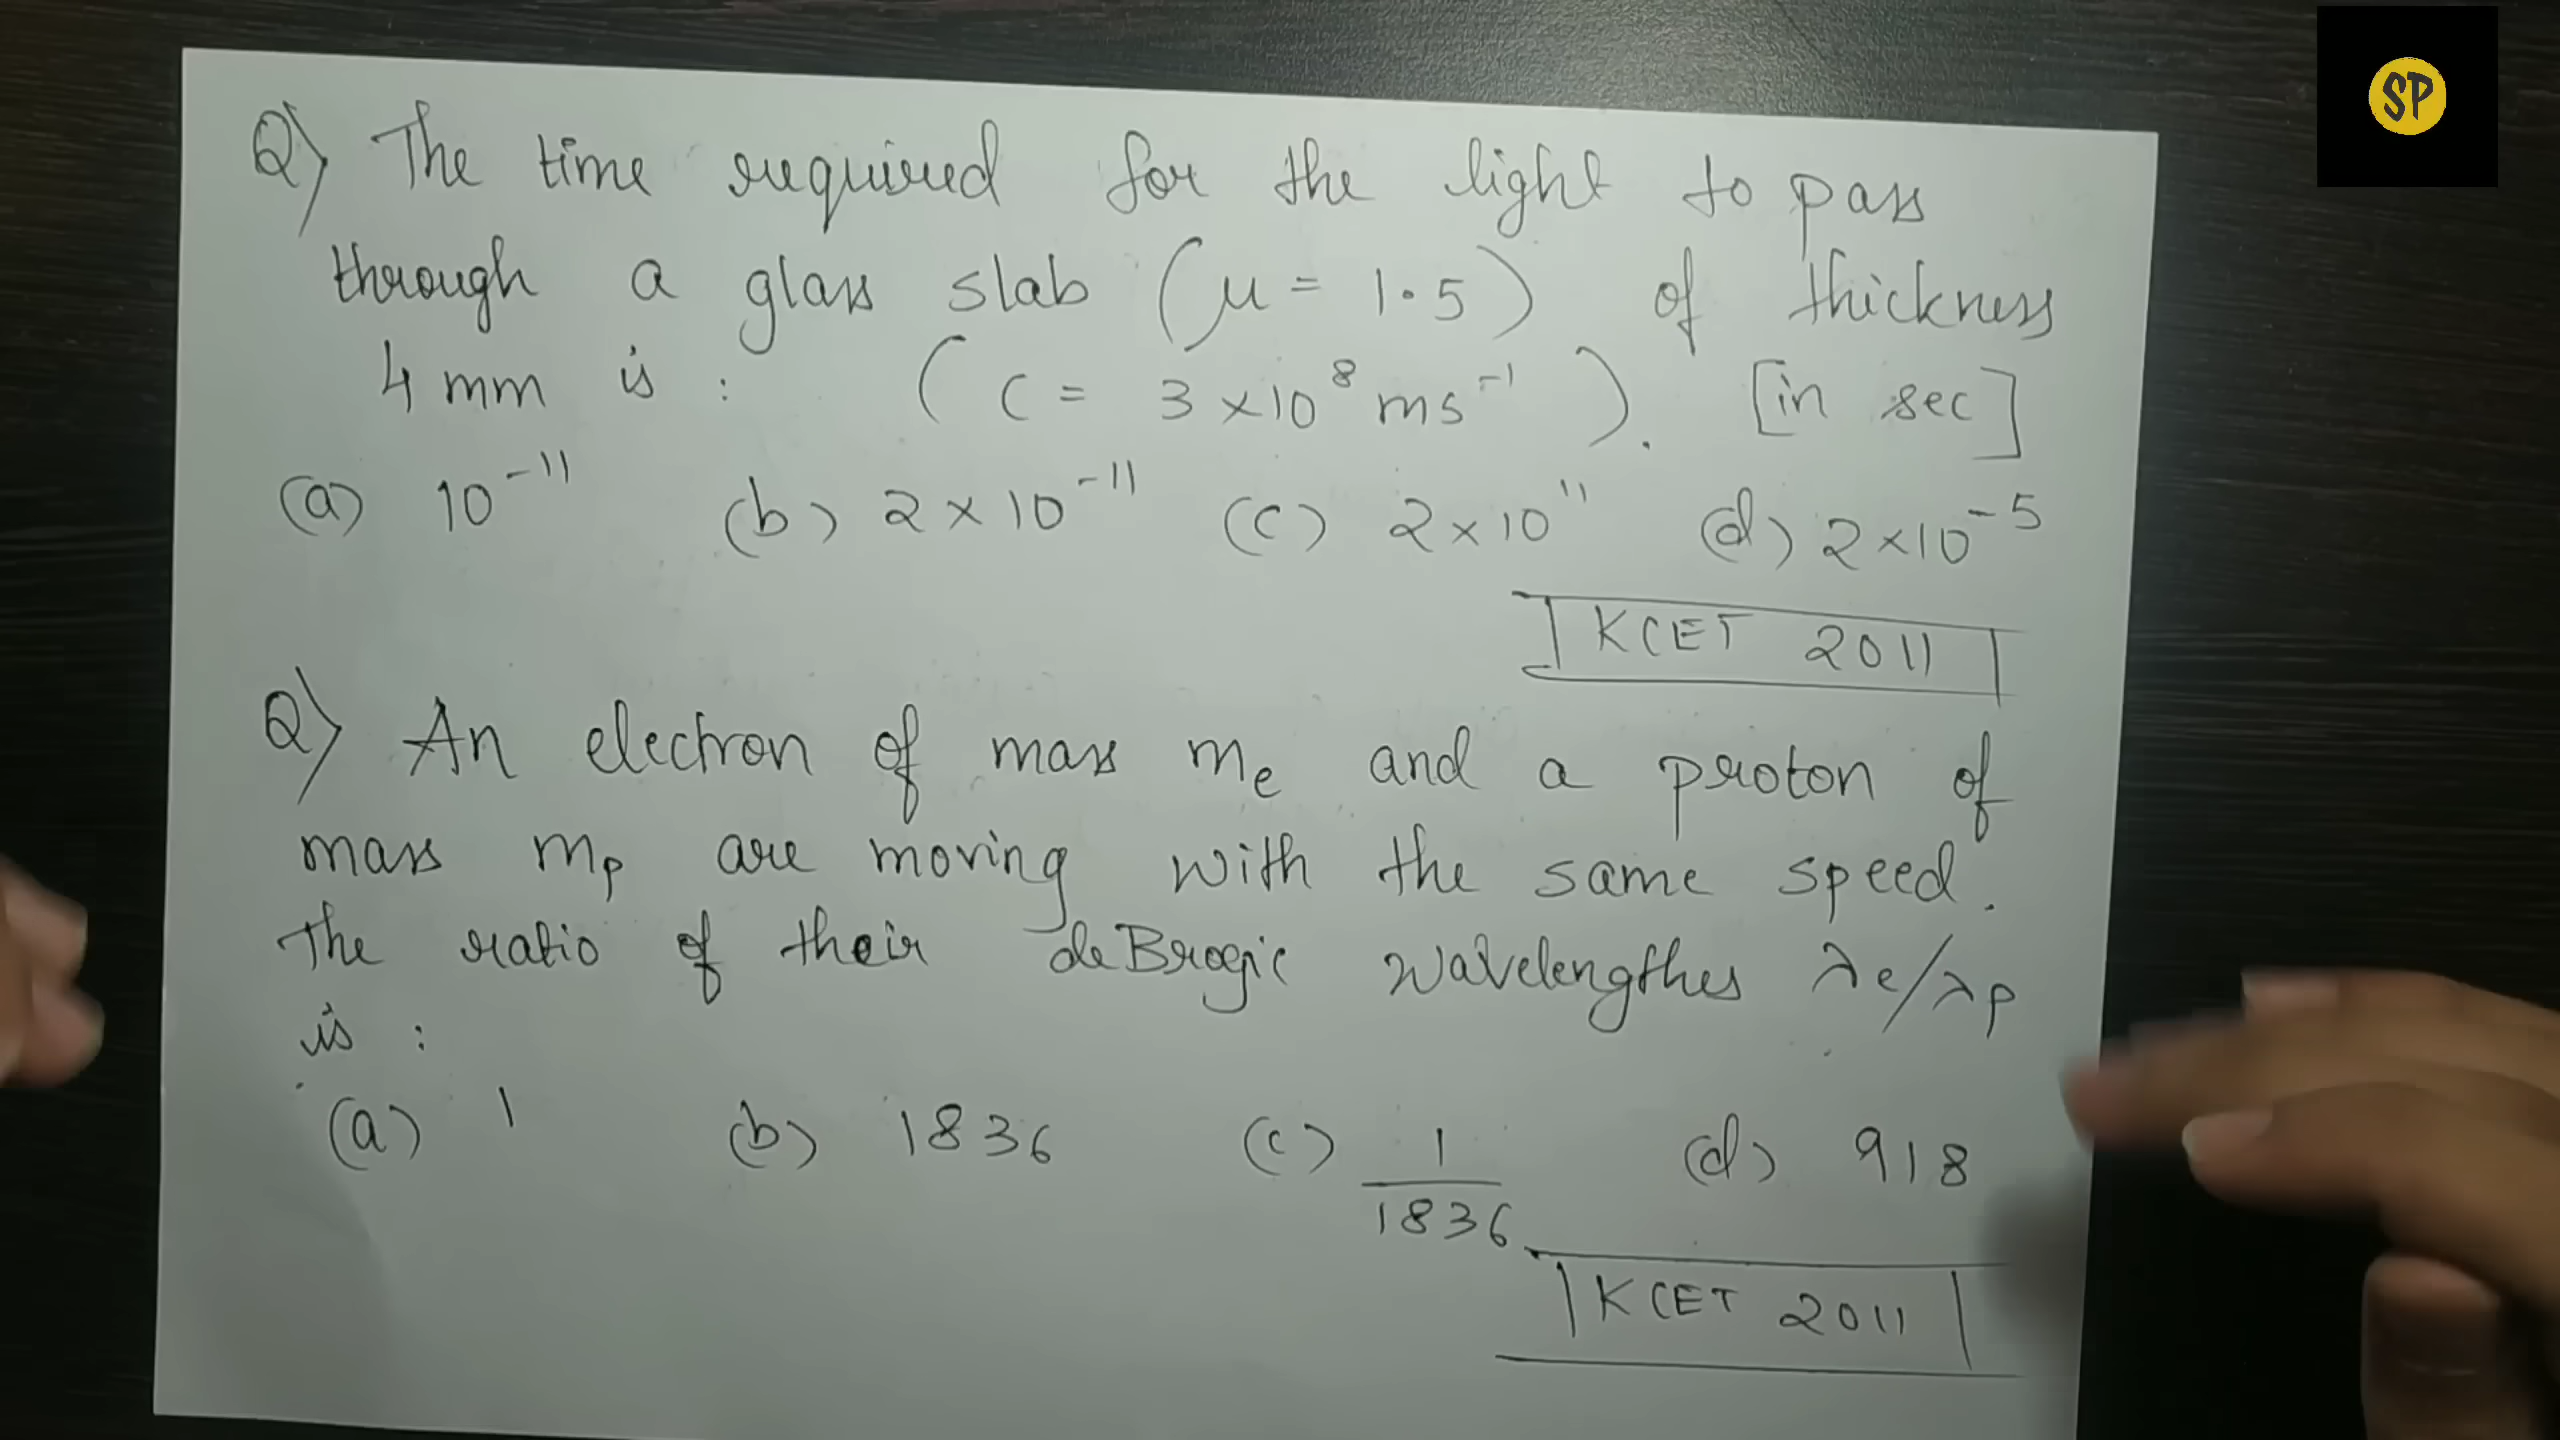 SP
Q) The time required for the light to pass
through a glass slab (μ = 1.5) of thickness
4 mm is : (c = 3 × 10⁸ ms⁻¹). [in sec]
(a) 10⁻¹¹ (b) 2 × 10⁻¹¹ (c) 2 × 10¹¹ (d) 2 × 10⁻⁵
KCET 2011
Q) An electron of mass mₑ and a proton of
mass mₚ are moving with the same speed.
The ratio of their deBrogie wavelengthes λe/λp
is :
(a) 1 (b) 1836 (c) 1/1836 (d) 918
KCET 2011